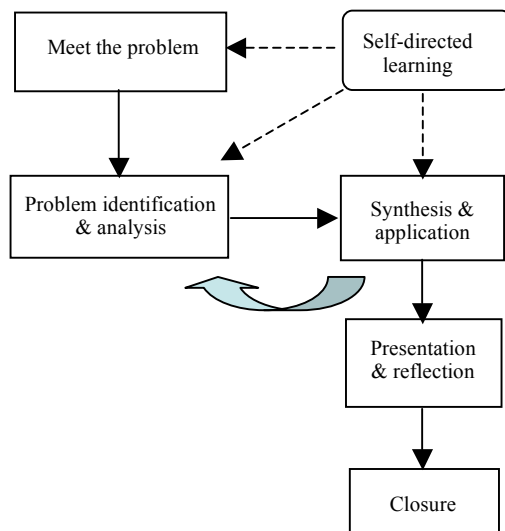 Meet the problem
Self-directed
learning
Problem identification
& analysis
Synthesis &
application
Presentation
& reflection
Closure